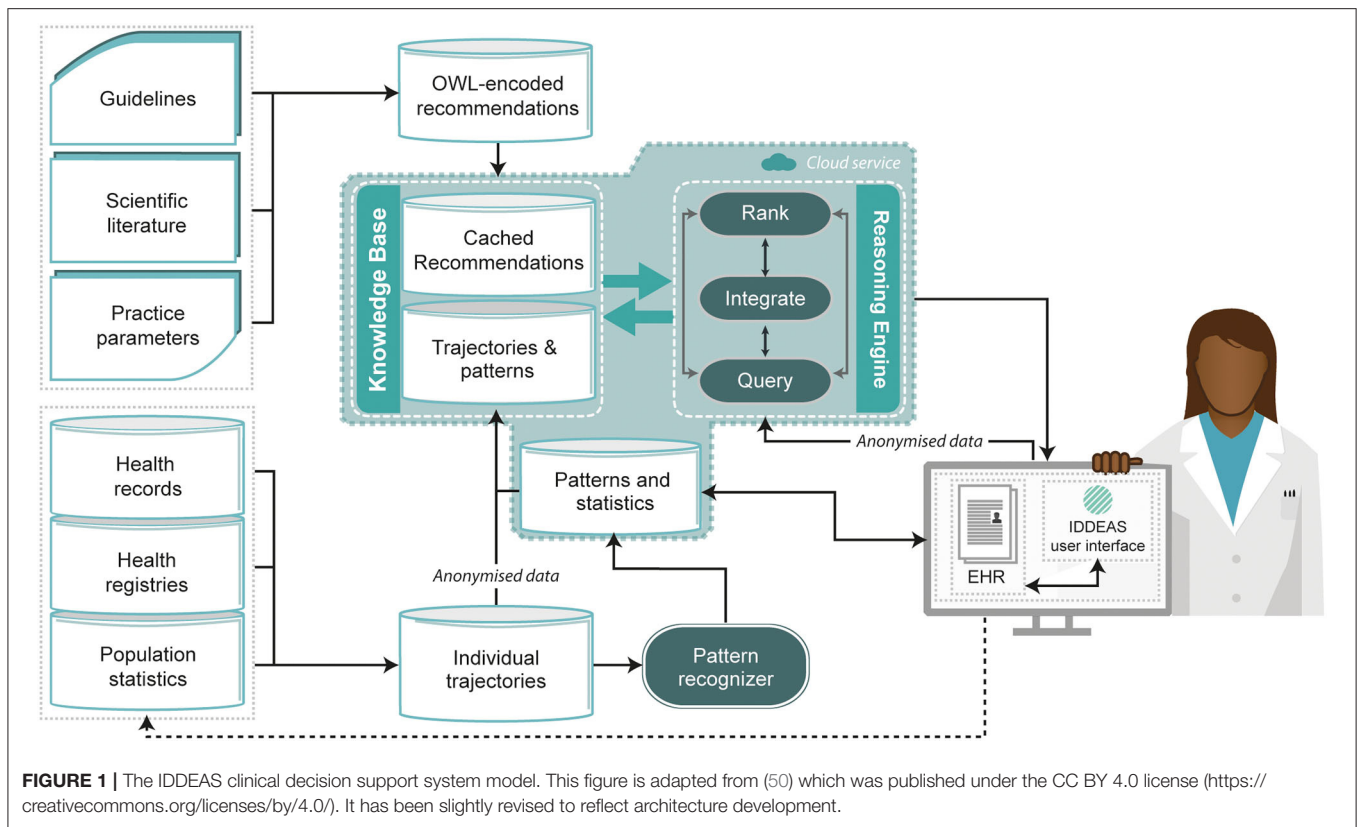 Guidelines
Scientific
literature
Practice
parameters
OWL-encoded
recommendations
Cloud service
Knowledge Base
Cached
Recommendations
Trajectories &
patterns
Rank
Integrate
Query
Reasoning Engine
Anonymised data
Patterns and
statistics
Health
records
Health
registries
Population
statistics
Anonymised data
Individual
trajectories
Pattern
recognizer
EHR
IDDEAS
user interface
FIGURE 1 | The IDDEAS clinical decision support system model. This figure is adapted from (50) which was published under the CC BY 4.0 license (https://
creativecommons.org/licenses/by/4.0/). It has been slightly revised to reflect architecture development.